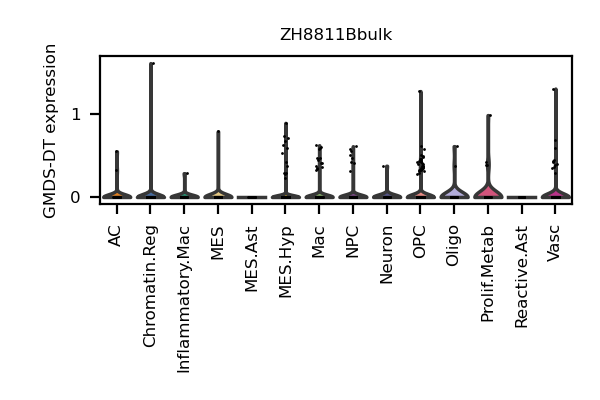 ZH8811Bbulk
GMDS-DT expression
1
0
AC
Chromatin.Reg
Inflammatory.Mac
MES
MES.Ast
MES.Hyp
Mac
NPC
Neuron
OPC
Oligo
Prolif.Metab
Reactive.Ast
Vasc